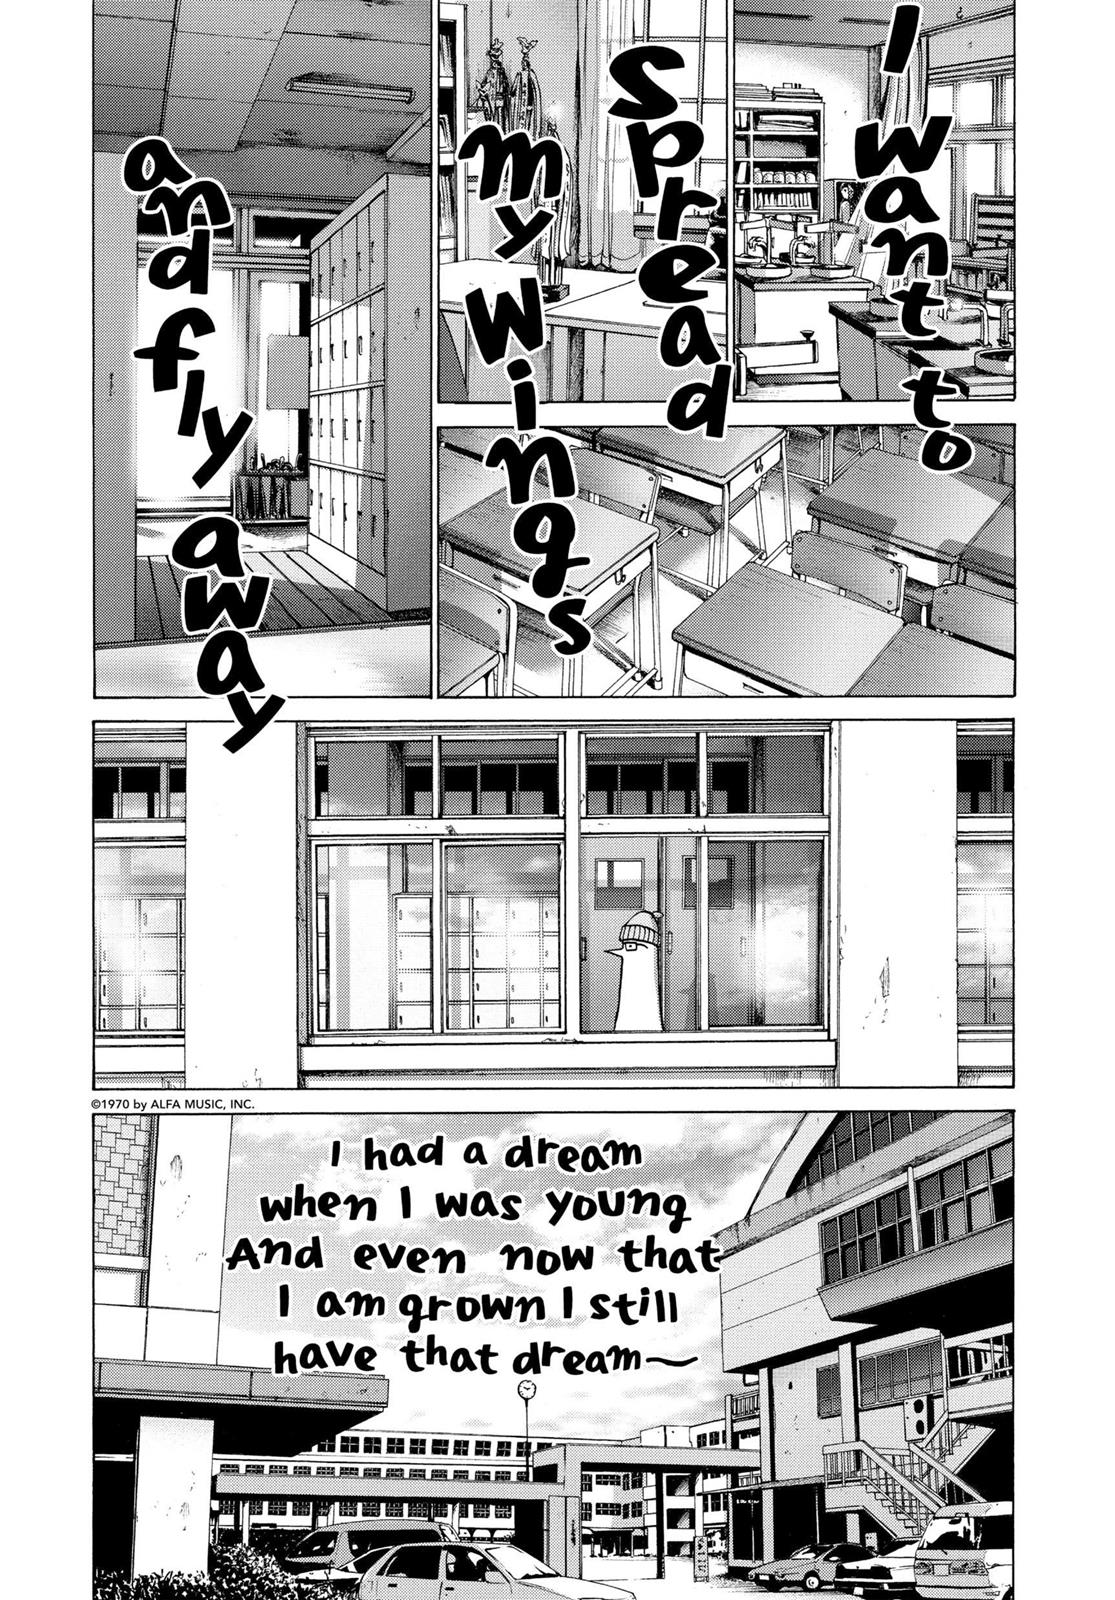 I want to
spread
my wings
and fly away
©1970 by ALFA MUSIC, INC.
I had a dream
when I was young
And even now that
I am grown I still
have that dream~